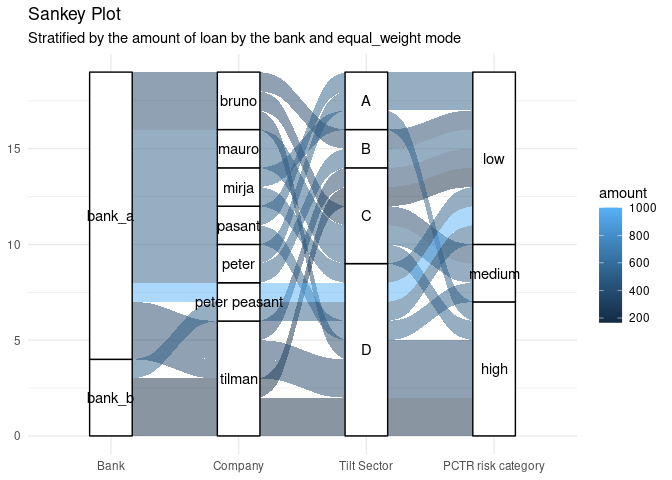 Sankey Plot
Stratified by the amount of loan by the bank and equal_weight mode
15
10
5
0
bank_a
bank_b
bruno
mauro
mirja
pasant
peter
peter peasant
tilman
A
B
C
D
low
medium
high
Bank
Company
Tilt Sector
PCTR risk category
amount
1000
800
600
400
200